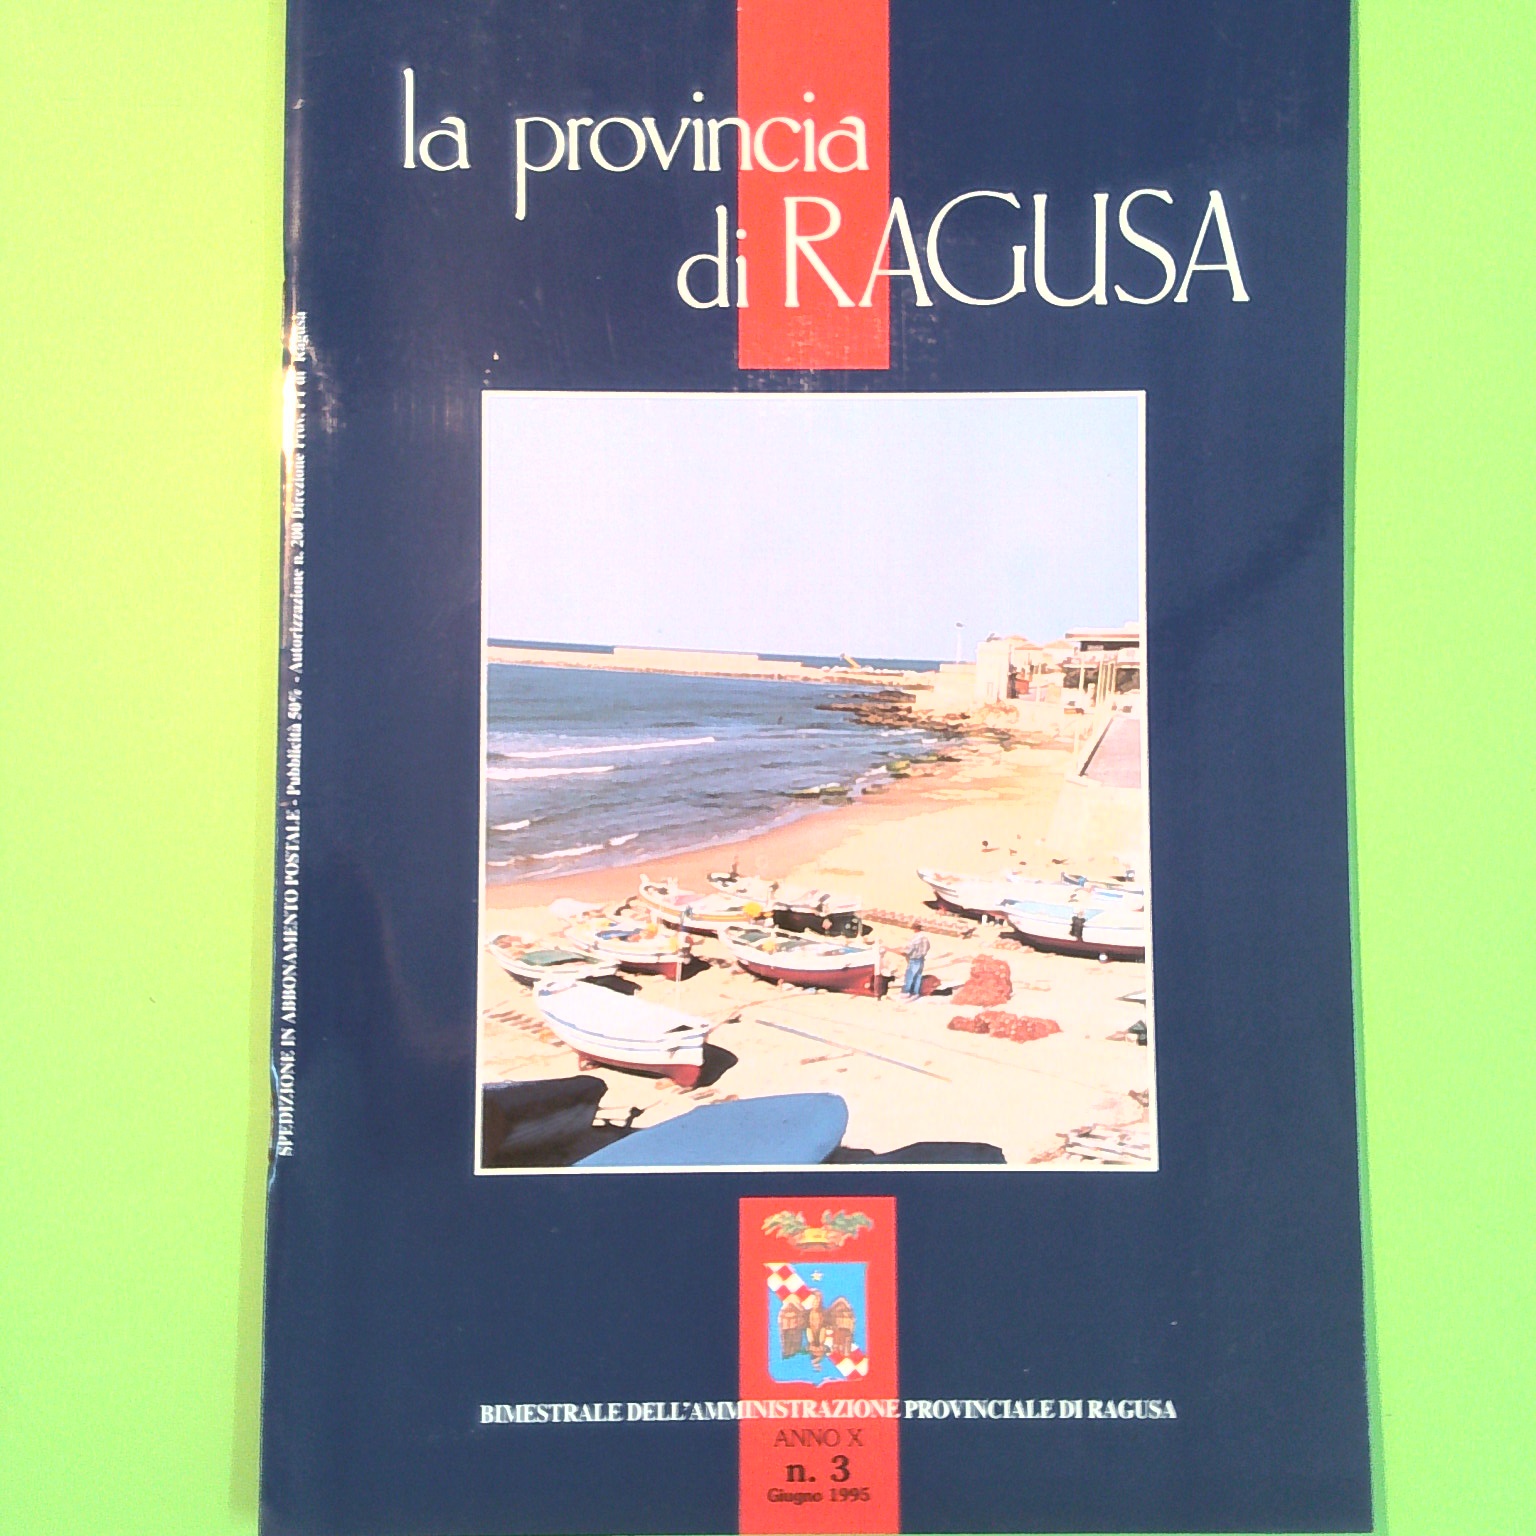 la provincia
di RAGUSA
SPEDIZIONE IN ABBONAMENTO POSTALE - Pubblicità 50% - Autorizzazione n. 200 Direzione Prov. PT di Ragusa
BIMESTRALE DELL'AMMINISTRAZIONE PROVINCIALE DI RAGUSA
ANNO X
n. 3
Giugno 1995